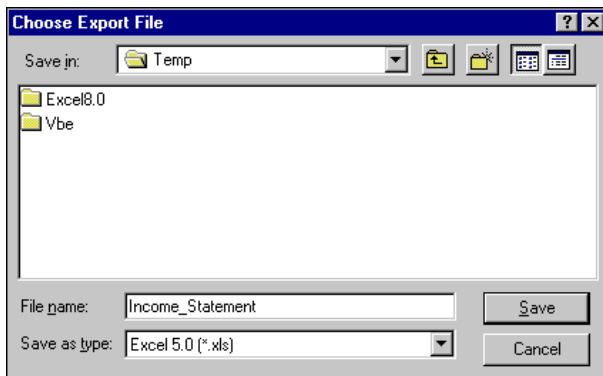 Choose Export File
Save in: Temp
Excel8.0
Vbe
File name: Income_Statement Save
Save as type: Excel 5.0 (*.xls) Cancel